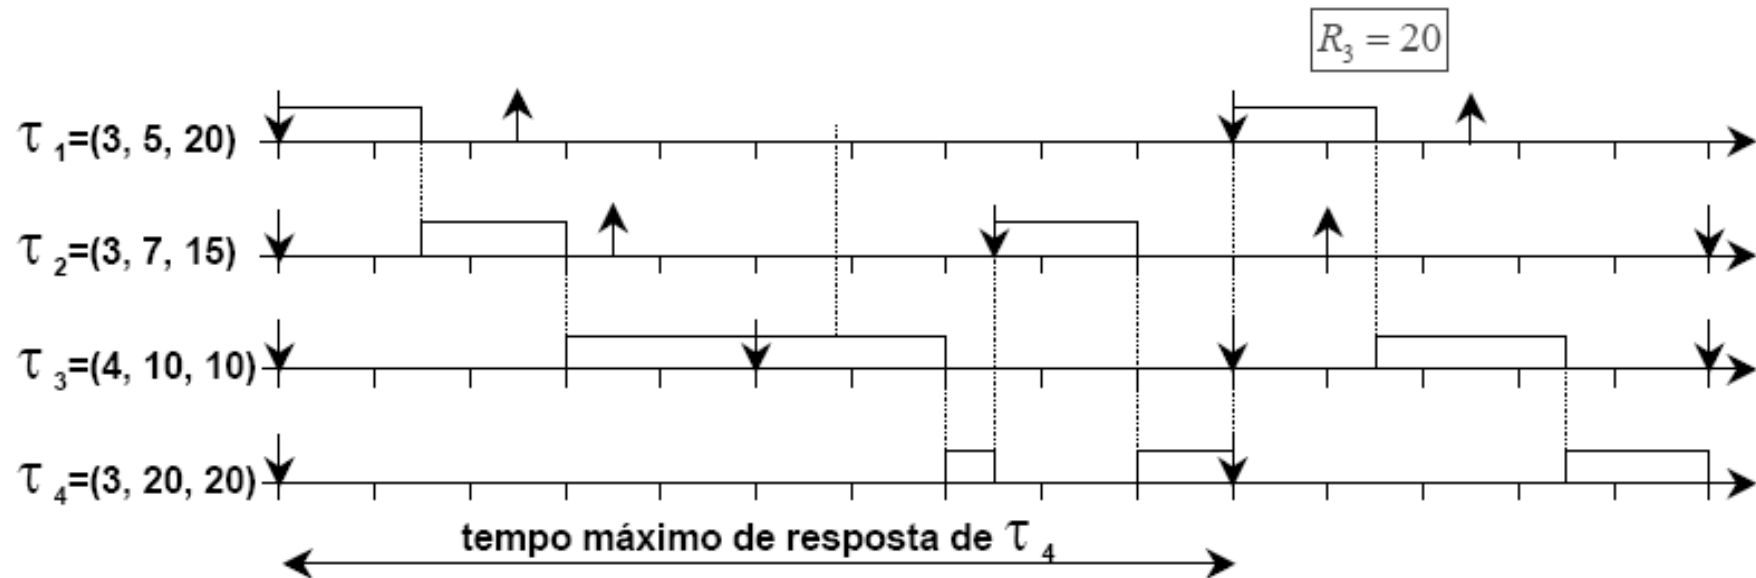 R₃ = 20
τ ₁=(3, 5, 20)
τ ₂=(3, 7, 15)
τ ₃=(4, 10, 10)
τ ₄=(3, 20, 20)
tempo máximo de resposta de τ ₄